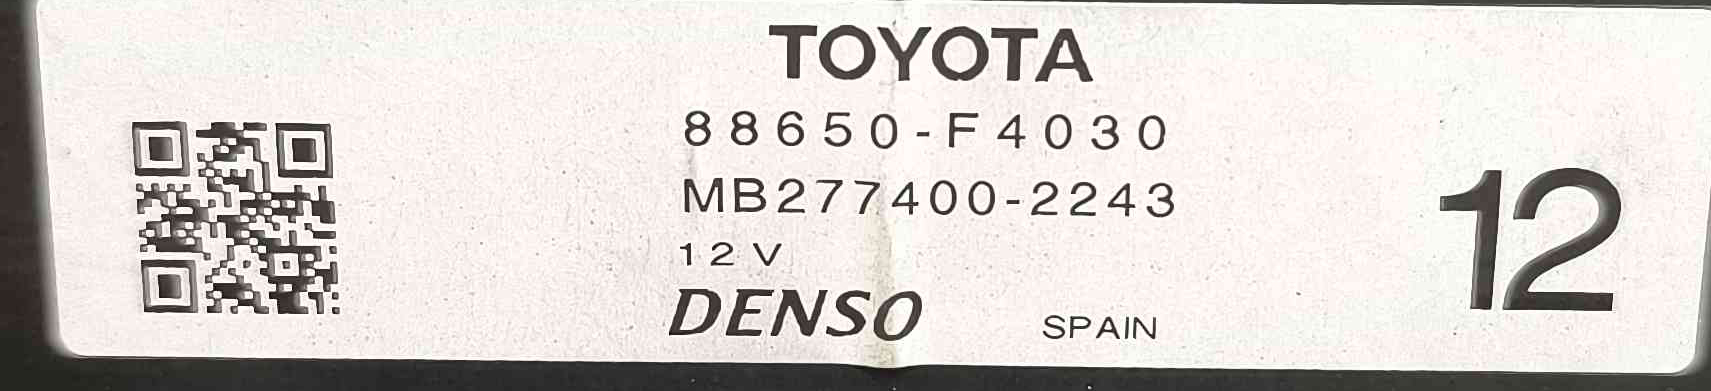 TOYOTA
88650-F4030
MB277400-2243
12V
DENSO SPAIN
12